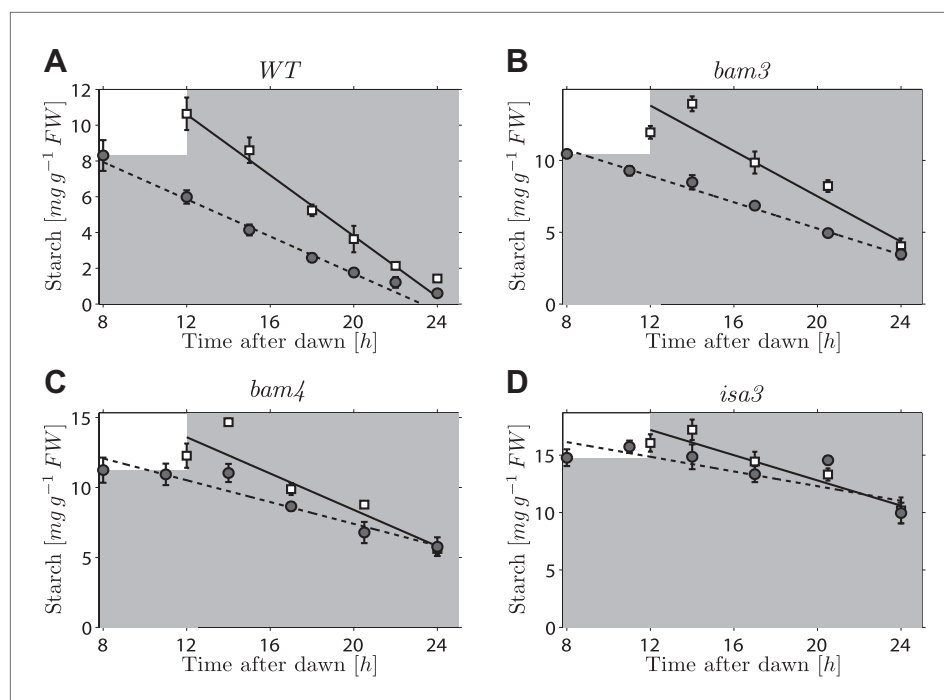 A
WT
Starch [mg g⁻¹ FW]
12
10
8
6
4
2
0
8 12 16 20 24
Time after dawn [h]
B
bam3
Starch [mg g⁻¹ FW]
10
5
0
8 12 16 20 24
Time after dawn [h]
C
bam4
Starch [mg g⁻¹ FW]
15
10
5
0
8 12 16 20 24
Time after dawn [h]
D
isa3
Starch [mg g⁻¹ FW]
15
10
5
0
8 12 16 20 24
Time after dawn [h]